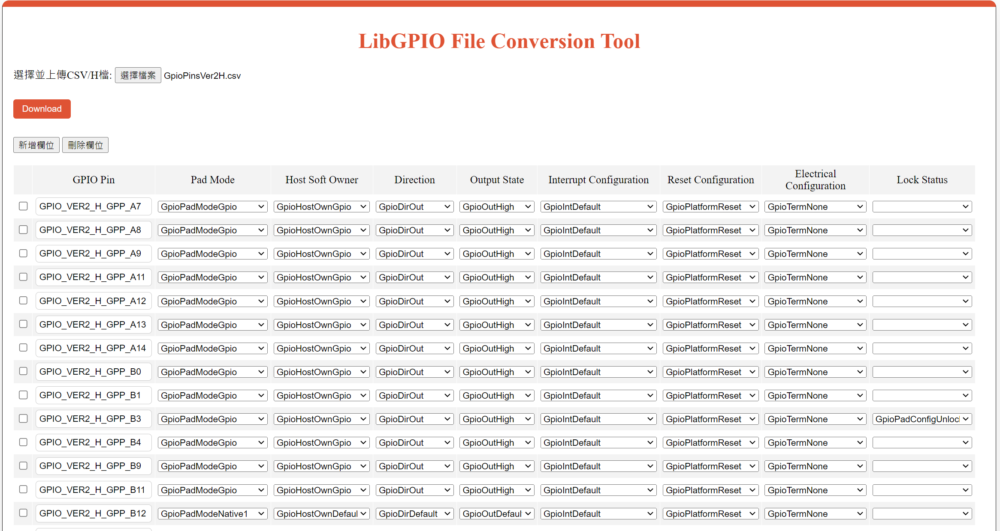 LibGPIO File Conversion Tool
選擇並上傳CSV/H檔: 選擇檔案 GpioPinsVer2H.csv
Download
新增欄位 刪除欄位
GPIO Pin Pad Mode Host Soft Owner Direction Output State Interrupt Configuration Reset Configuration Electrical Configuration Lock Status
GPIO_VER2_H_GPP_A7 GpioPadModeGpio GpioHostOwnGpio GpioDirOut GpioOutHigh GpioIntDefault GpioPlatformReset GpioTermNone
GPIO_VER2_H_GPP_A8 GpioPadModeGpio GpioHostOwnGpio GpioDirOut GpioOutHigh GpioIntDefault GpioPlatformReset GpioTermNone
GPIO_VER2_H_GPP_A9 GpioPadModeGpio GpioHostOwnGpio GpioDirOut GpioOutHigh GpioIntDefault GpioPlatformReset GpioTermNone
GPIO_VER2_H_GPP_A11 GpioPadModeGpio GpioHostOwnGpio GpioDirOut GpioOutHigh GpioIntDefault GpioPlatformReset GpioTermNone
GPIO_VER2_H_GPP_A12 GpioPadModeGpio GpioHostOwnGpio GpioDirOut GpioOutHigh GpioIntDefault GpioPlatformReset GpioTermNone
GPIO_VER2_H_GPP_A13 GpioPadModeGpio GpioHostOwnGpio GpioDirOut GpioOutHigh GpioIntDefault GpioPlatformReset GpioTermNone
GPIO_VER2_H_GPP_A14 GpioPadModeGpio GpioHostOwnGpio GpioDirOut GpioOutHigh GpioIntDefault GpioPlatformReset GpioTermNone
GPIO_VER2_H_GPP_B0 GpioPadModeGpio GpioHostOwnGpio GpioDirOut GpioOutHigh GpioIntDefault GpioPlatformReset GpioTermNone
GPIO_VER2_H_GPP_B1 GpioPadModeGpio GpioHostOwnGpio GpioDirOut GpioOutHigh GpioIntDefault GpioPlatformReset GpioTermNone
GPIO_VER2_H_GPP_B3 GpioPadModeGpio GpioHostOwnGpio GpioDirOut GpioOutHigh GpioIntDefault GpioPlatformReset GpioTermNone GpioPadConfigUnloc
GPIO_VER2_H_GPP_B4 GpioPadModeGpio GpioHostOwnGpio GpioDirOut GpioOutHigh GpioIntDefault GpioPlatformReset GpioTermNone
GPIO_VER2_H_GPP_B9 GpioPadModeGpio GpioHostOwnGpio GpioDirOut GpioOutHigh GpioIntDefault GpioPlatformReset GpioTermNone
GPIO_VER2_H_GPP_B11 GpioPadModeGpio GpioHostOwnGpio GpioDirOut GpioOutHigh GpioIntDefault GpioPlatformReset GpioTermNone
GPIO_VER2_H_GPP_B12 GpioPadModeNative1 GpioHostOwnDefaul GpioDirDefault GpioOutDefaul GpioIntDefault GpioPlatformReset GpioTermNone